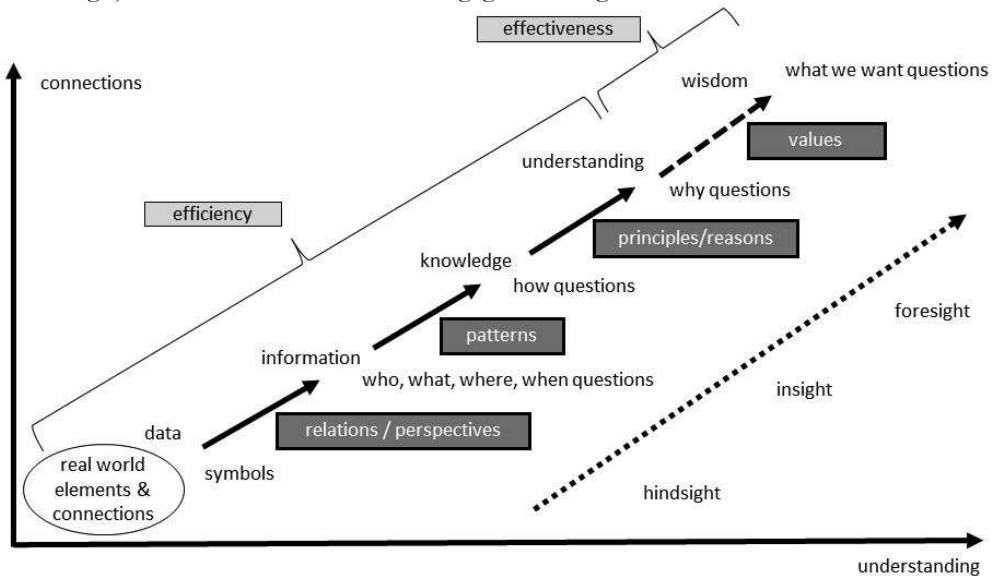 effectiveness
connections
wisdom
what we want questions
values
understanding
why questions
efficiency
principles/reasons
knowledge
how questions
foresight
patterns
information
who, what, where, when questions
insight
data
relations / perspectives
real world
elements &
connections
symbols
hindsight
understanding